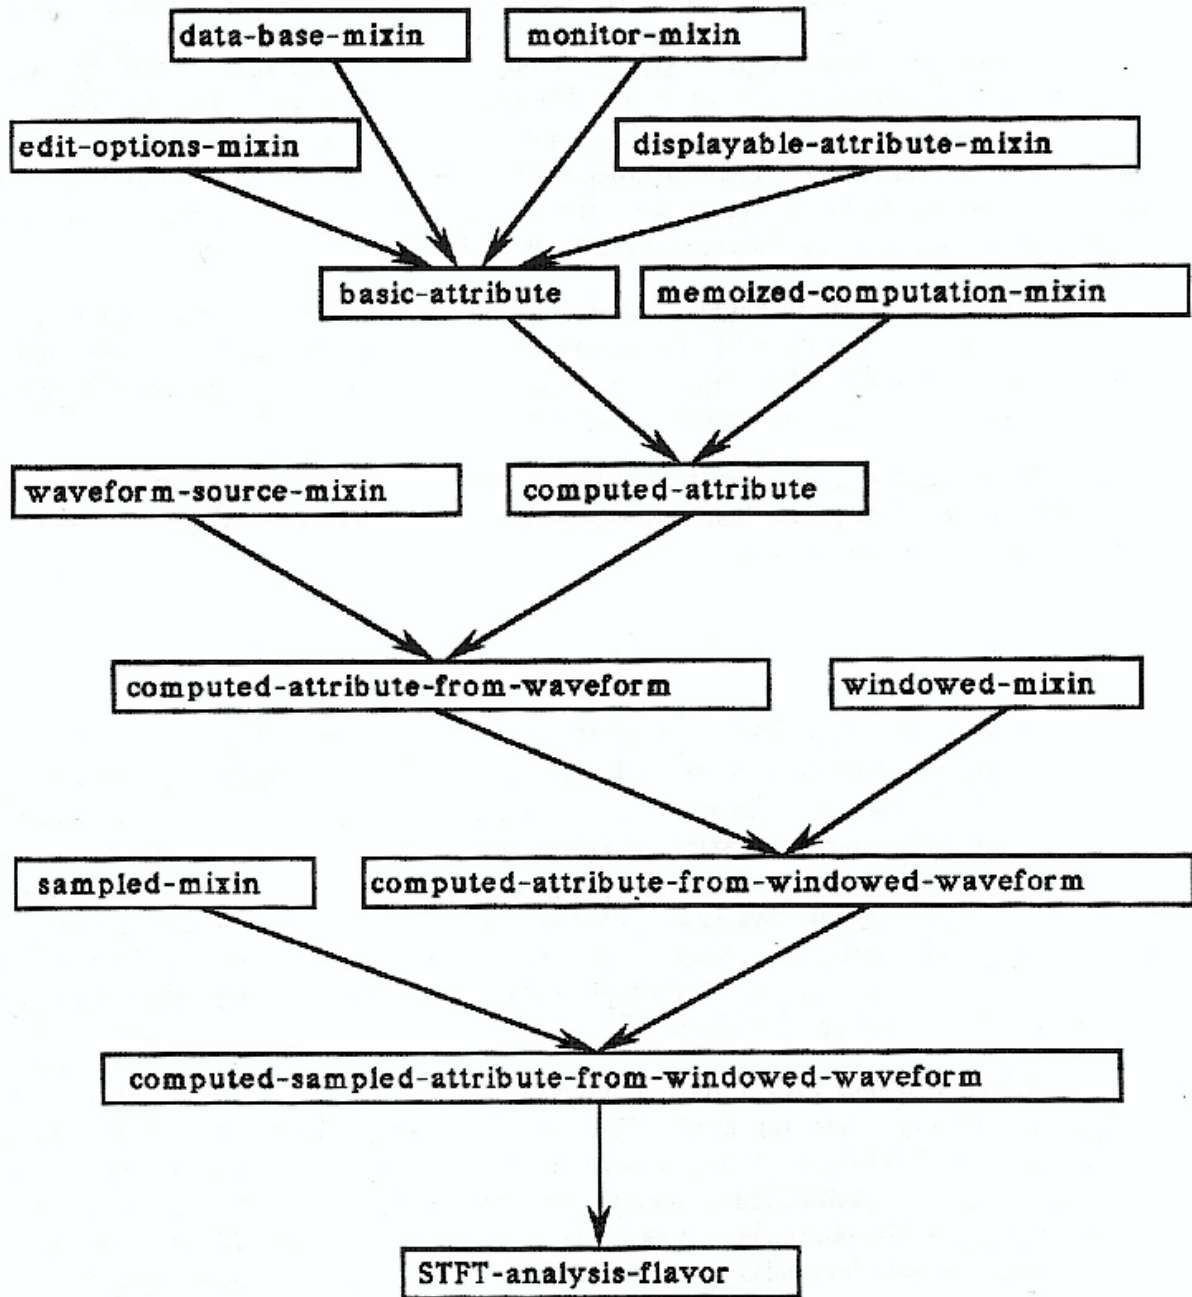 data-base-mixin
monitor-mixin
edit-options-mixin
displayable-attribute-mixin
basic-attribute
memoized-computation-mixin
waveform-source-mixin
computed-attribute
computed-attribute-from-waveform
windowed-mixin
sampled-mixin
computed-attribute-from-windowed-waveform
computed-sampled-attribute-from-windowed-waveform
STFT-analysis-flavor